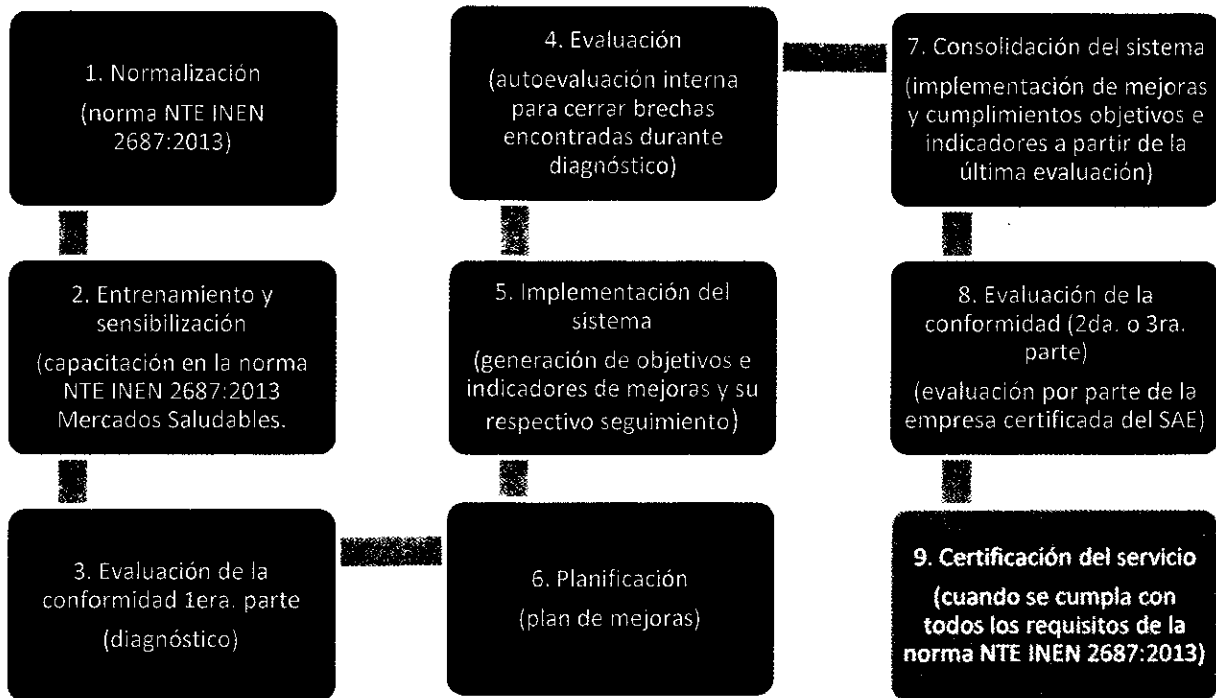 1. Normalización
(norma NTE INEN
2687:2013)
2. Entrenamiento y
sensibilización
(capacitación en la norma
NTE INEN 2687:2013
Mercados Saludables.
3. Evaluación de la
conformidad 1era. parte
(diagnóstico)
4. Evaluación
(autoevaluación interna
para cerrar brechas
encontradas durante
diagnóstico)
5. Implementación del
sistema
(generación de objetivos e
indicadores de mejoras y su
respectivo seguimiento)
6. Planificación
(plan de mejoras)
7. Consolidación del sistema
(implementación de mejoras
y cumplimientos objetivos e
indicadores a partir de la
última evaluación)
8. Evaluación de la
conformidad (2da. o 3ra.
parte)
(evaluación por parte de la
empresa certificada del SAE)
9. Certificación del servicio
(cuando se cumpla con
todos los requisitos de la
norma NTE INEN 2687:2013)